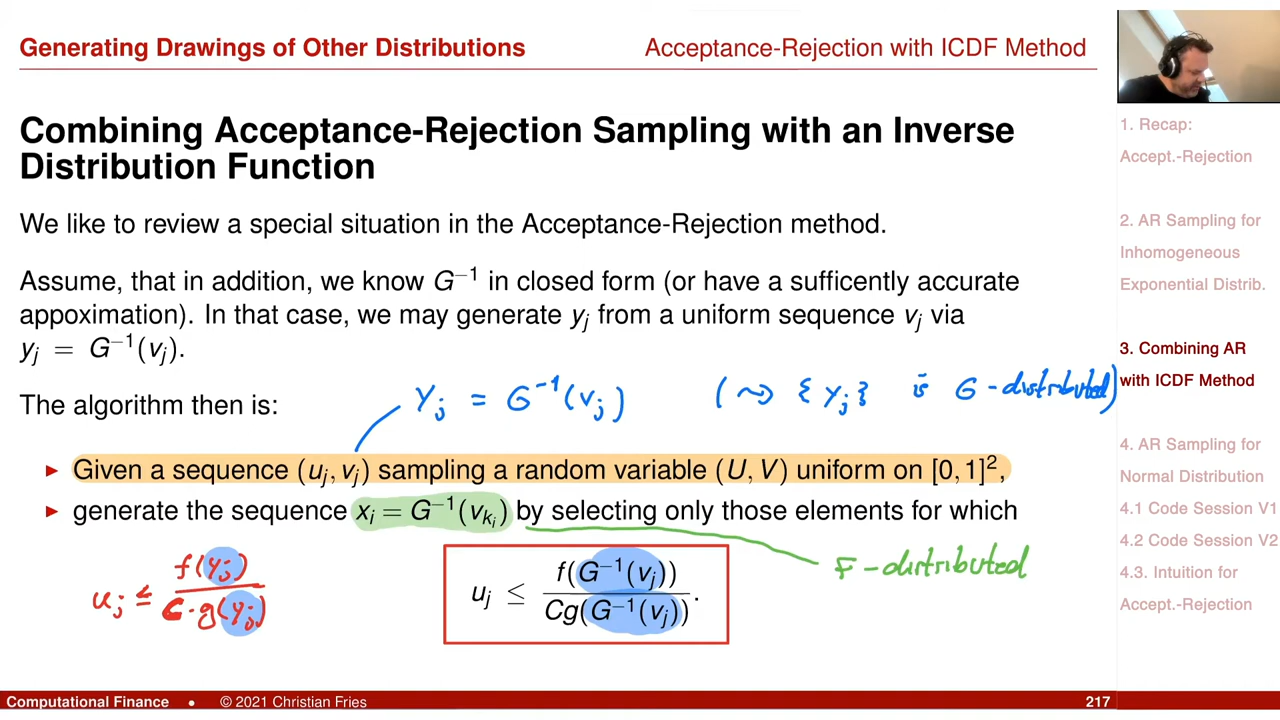 Generating Drawings of Other Distributions
Acceptance-Rejection with ICDF Method
Combining Acceptance-Rejection Sampling with an Inverse
Distribution Function
We like to review a special situation in the Acceptance-Rejection method.
Assume, that in addition, we know G⁻¹ in closed form (or have a sufficently accurate
appoximation). In that case, we may generate yⱼ from a uniform sequence vⱼ via
yⱼ = G⁻¹(vⱼ).
Yⱼ = G⁻¹(vⱼ) (⇝ {Yⱼ} is G-distributed)
The algorithm then is:
▶ Given a sequence (uⱼ, vⱼ) sampling a random variable (U, V) uniform on [0, 1]²,
▶ generate the sequence xᵢ = G⁻¹(v_{kᵢ}) by selecting only those elements for which
F-distributed
uⱼ ≤ f(yⱼ) / C·g(yⱼ)
uⱼ ≤ f(G⁻¹(vⱼ)) / Cg(G⁻¹(vⱼ)).
1. Recap:
Accept.-Rejection
2. AR Sampling for
Inhomogeneous
Exponential Distrib.
3. Combining AR
with ICDF Method
4. AR Sampling for
Normal Distribution
4.1 Code Session V1
4.2 Code Session V2
4.3. Intuition for
Accept.-Rejection
Computational Finance • © 2021 Christian Fries
217